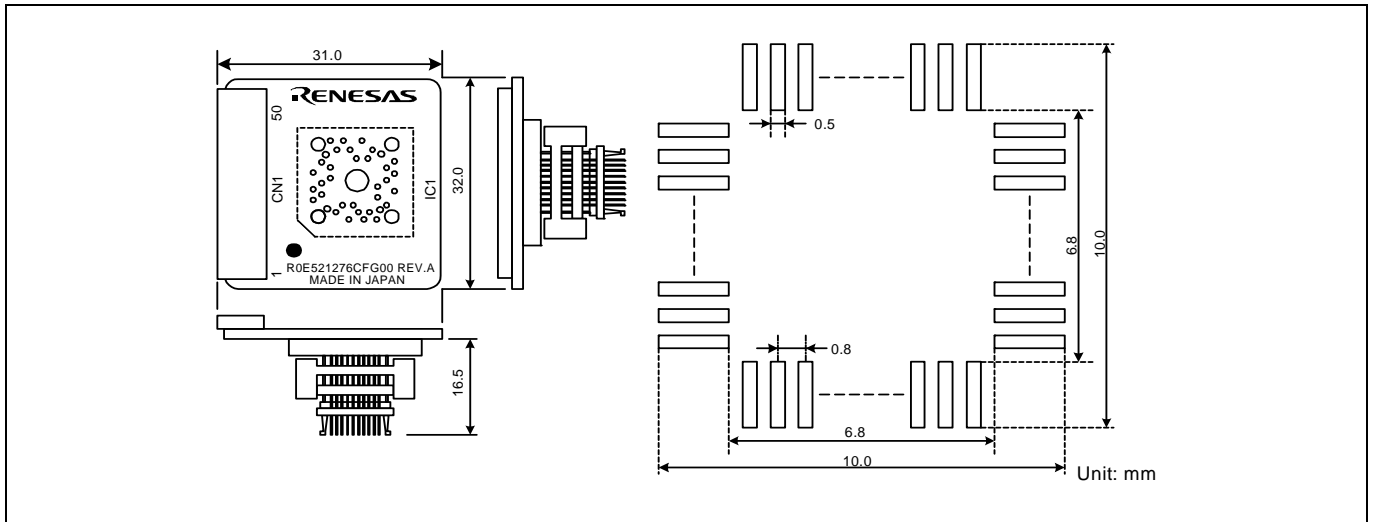 31.0
RENESAS
50
CN1
1
IC1
R0E521276CFG00 REV.A
MADE IN JAPAN
32.0
16.5
0.5
6.8
10.0
0.8
6.8
10.0
Unit: mm